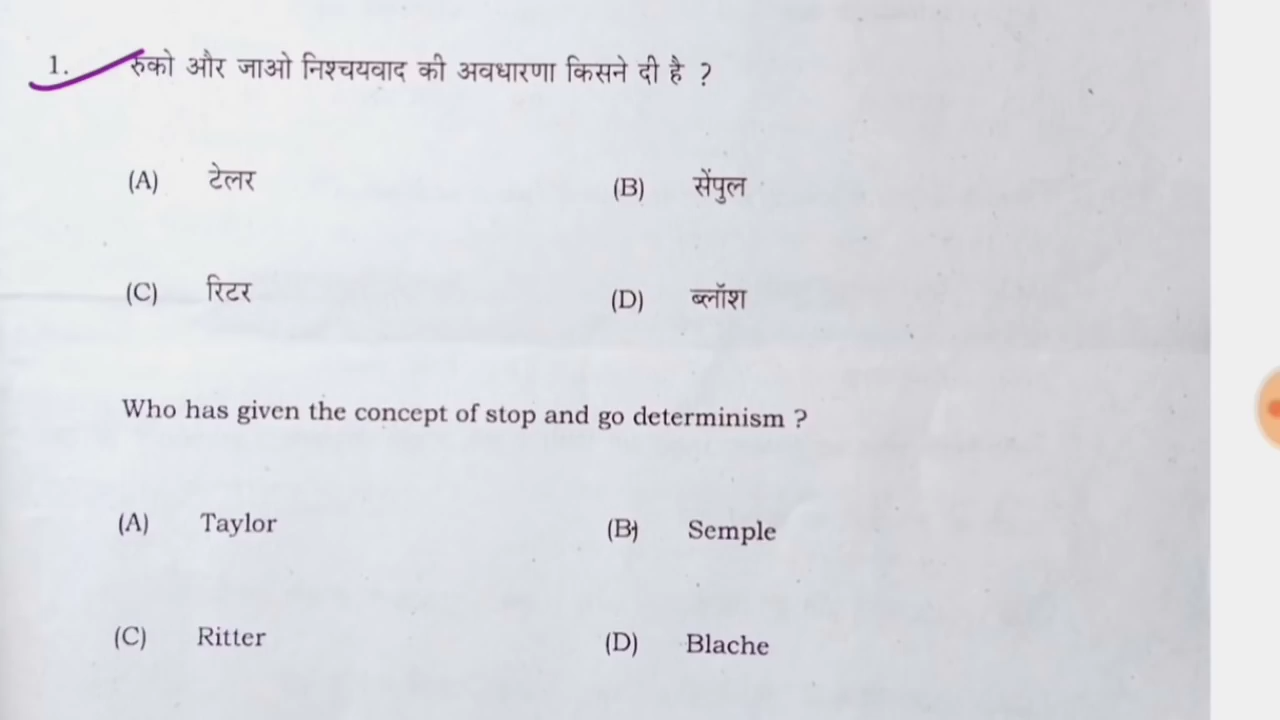 1. रुको और जाओ निश्चयवाद की अवधारणा किसने दी है ?
(A) टेलर (B) सेंपुल
(C) रिटर (D) ब्लॉश
Who has given the concept of stop and go determinism ?
(A) Taylor (B) Semple
(C) Ritter (D) Blache